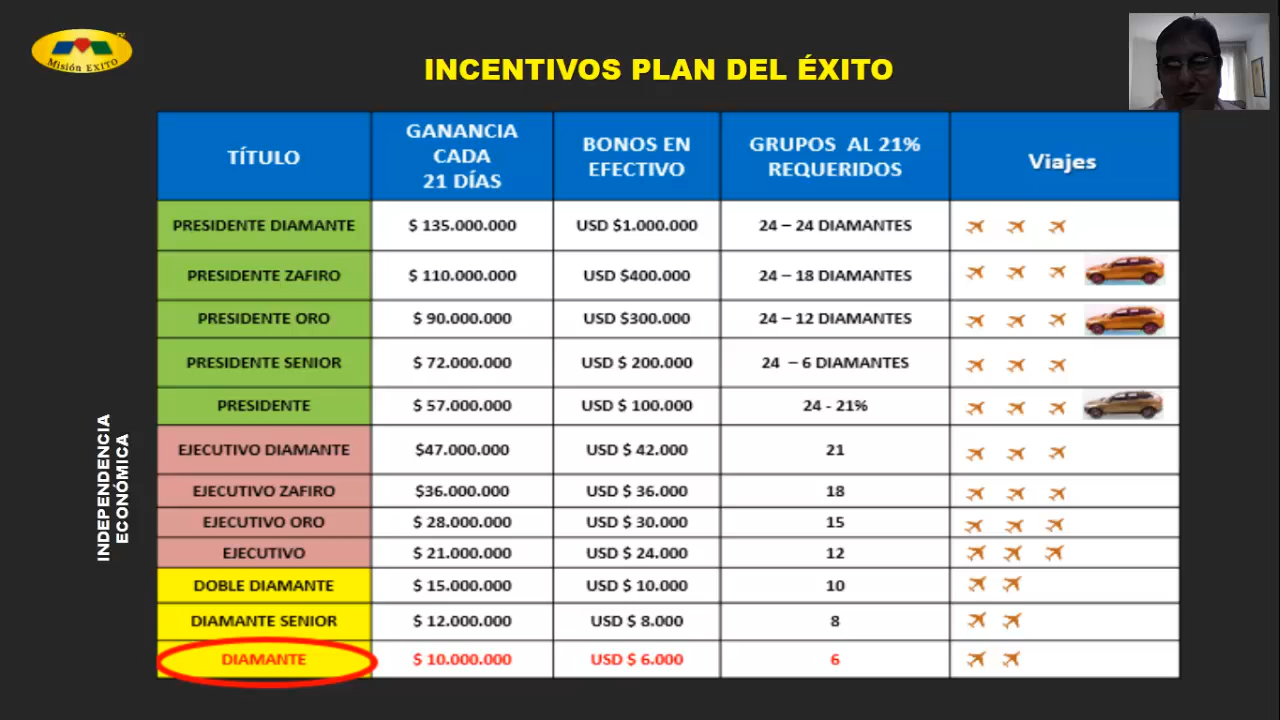 Misión EXITO
INCENTIVOS PLAN DEL ÉXITO
TÍTULO
GANANCIA
CADA
21 DÍAS
BONOS EN
EFECTIVO
GRUPOS AL 21%
REQUERIDOS
Viajes
PRESIDENTE DIAMANTE $ 135.000.000 USD $1.000.000 24 – 24 DIAMANTES
PRESIDENTE ZAFIRO $ 110.000.000 USD $400.000 24 – 18 DIAMANTES
PRESIDENTE ORO $ 90.000.000 USD $300.000 24 – 12 DIAMANTES
PRESIDENTE SENIOR $ 72.000.000 USD $ 200.000 24 – 6 DIAMANTES
PRESIDENTE $ 57.000.000 USD $ 100.000 24 - 21%
EJECUTIVO DIAMANTE $47.000.000 USD $ 42.000 21
EJECUTIVO ZAFIRO $36.000.000 USD $ 36.000 18
EJECUTIVO ORO $ 28.000.000 USD $ 30.000 15
EJECUTIVO $ 21.000.000 USD $ 24.000 12
DOBLE DIAMANTE $ 15.000.000 USD $ 10.000 10
DIAMANTE SENIOR $ 12.000.000 USD $ 8.000 8
DIAMANTE $ 10.000.000 USD $ 6.000 6
INDEPENDENCIA
ECONÓMICA